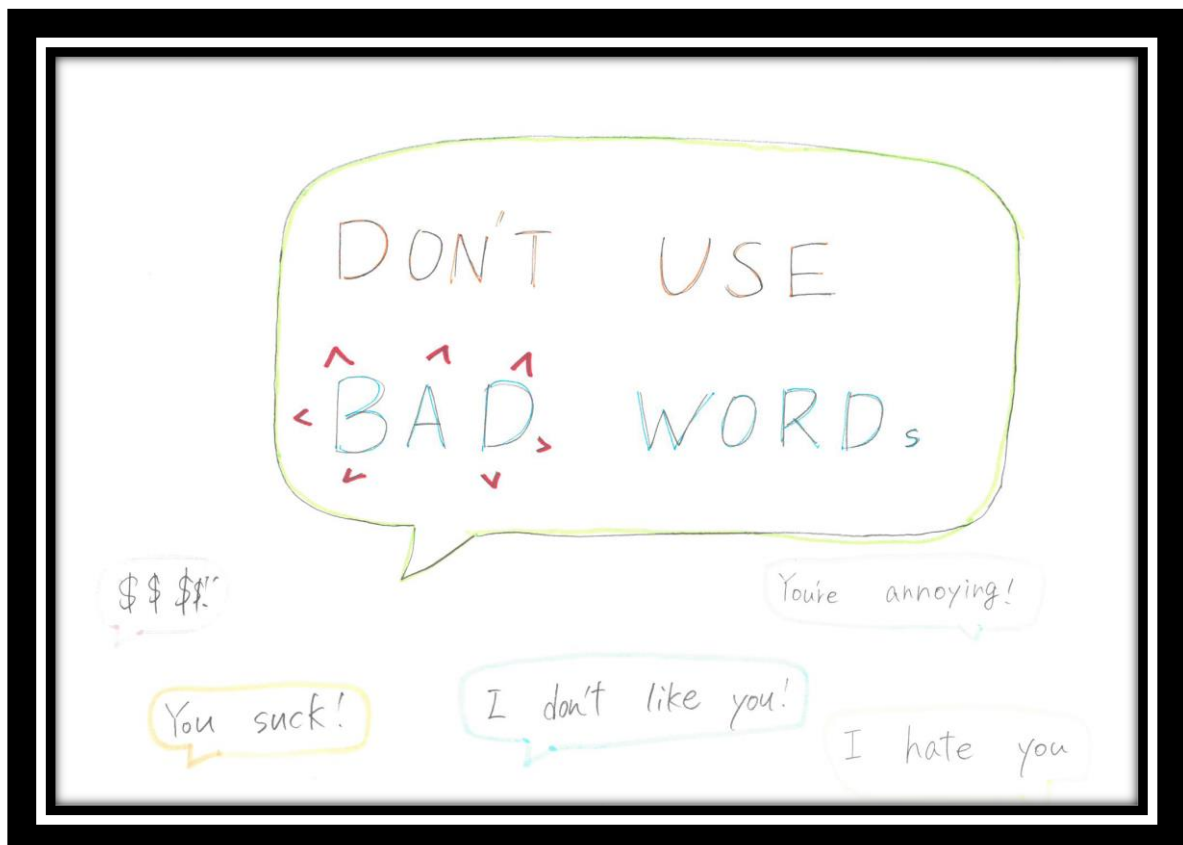 DON'T USE
BAD WORDs
$$$$!
You're annoying!
You suck!
I don't like you!
I hate you